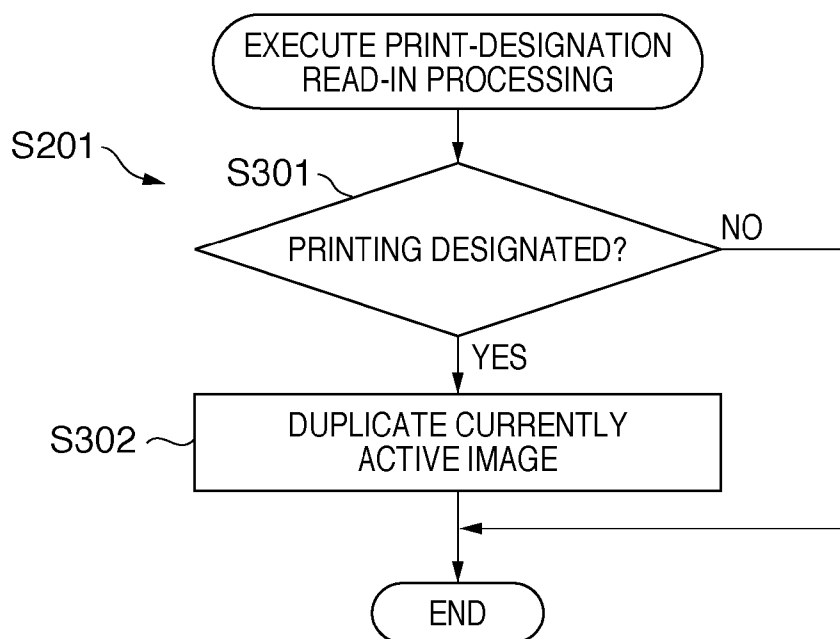 EXECUTE PRINT-DESIGNATION
READ-IN PROCESSING
S201
S301
PRINTING DESIGNATED?
NO
YES
S302
DUPLICATE CURRENTLY
ACTIVE IMAGE
END